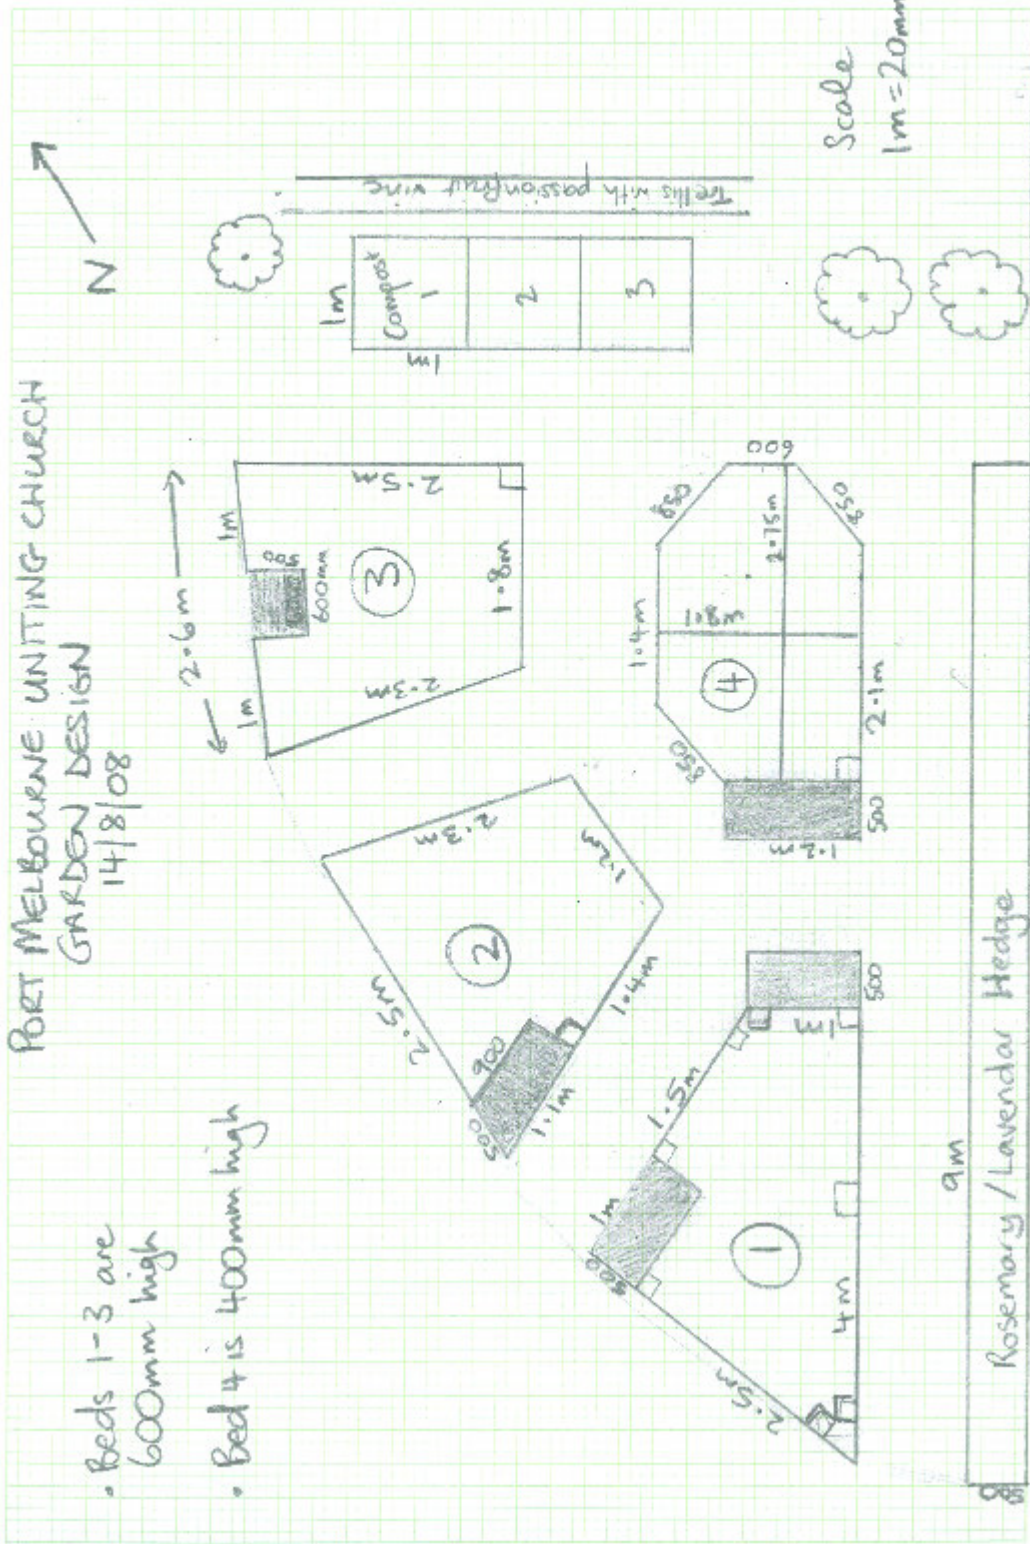 PORT MELBOURNE UNITING CHURCH
GARDEN DESIGN
14/8/08
N
• Beds 1-3 are
600mm high
• Bed 4 is 400mm high
2.6m
1m
1m
500
600mm
2.5m
2.3m
1.8m
3
2.5m
2.3m
2
900
500
1.1m
1.4m
1.2m
1m
500
1.5m
2.5m
1
4m
1m
500
850
1.4m
850
600
1.8m
2.75m
4
850
1.2m
500
2.1m
1m
1m
Compost
1
2
3
Trellis with passionfruit vine
Scale
1m=20mm
9m
Rosemary/Lavendar Hedge